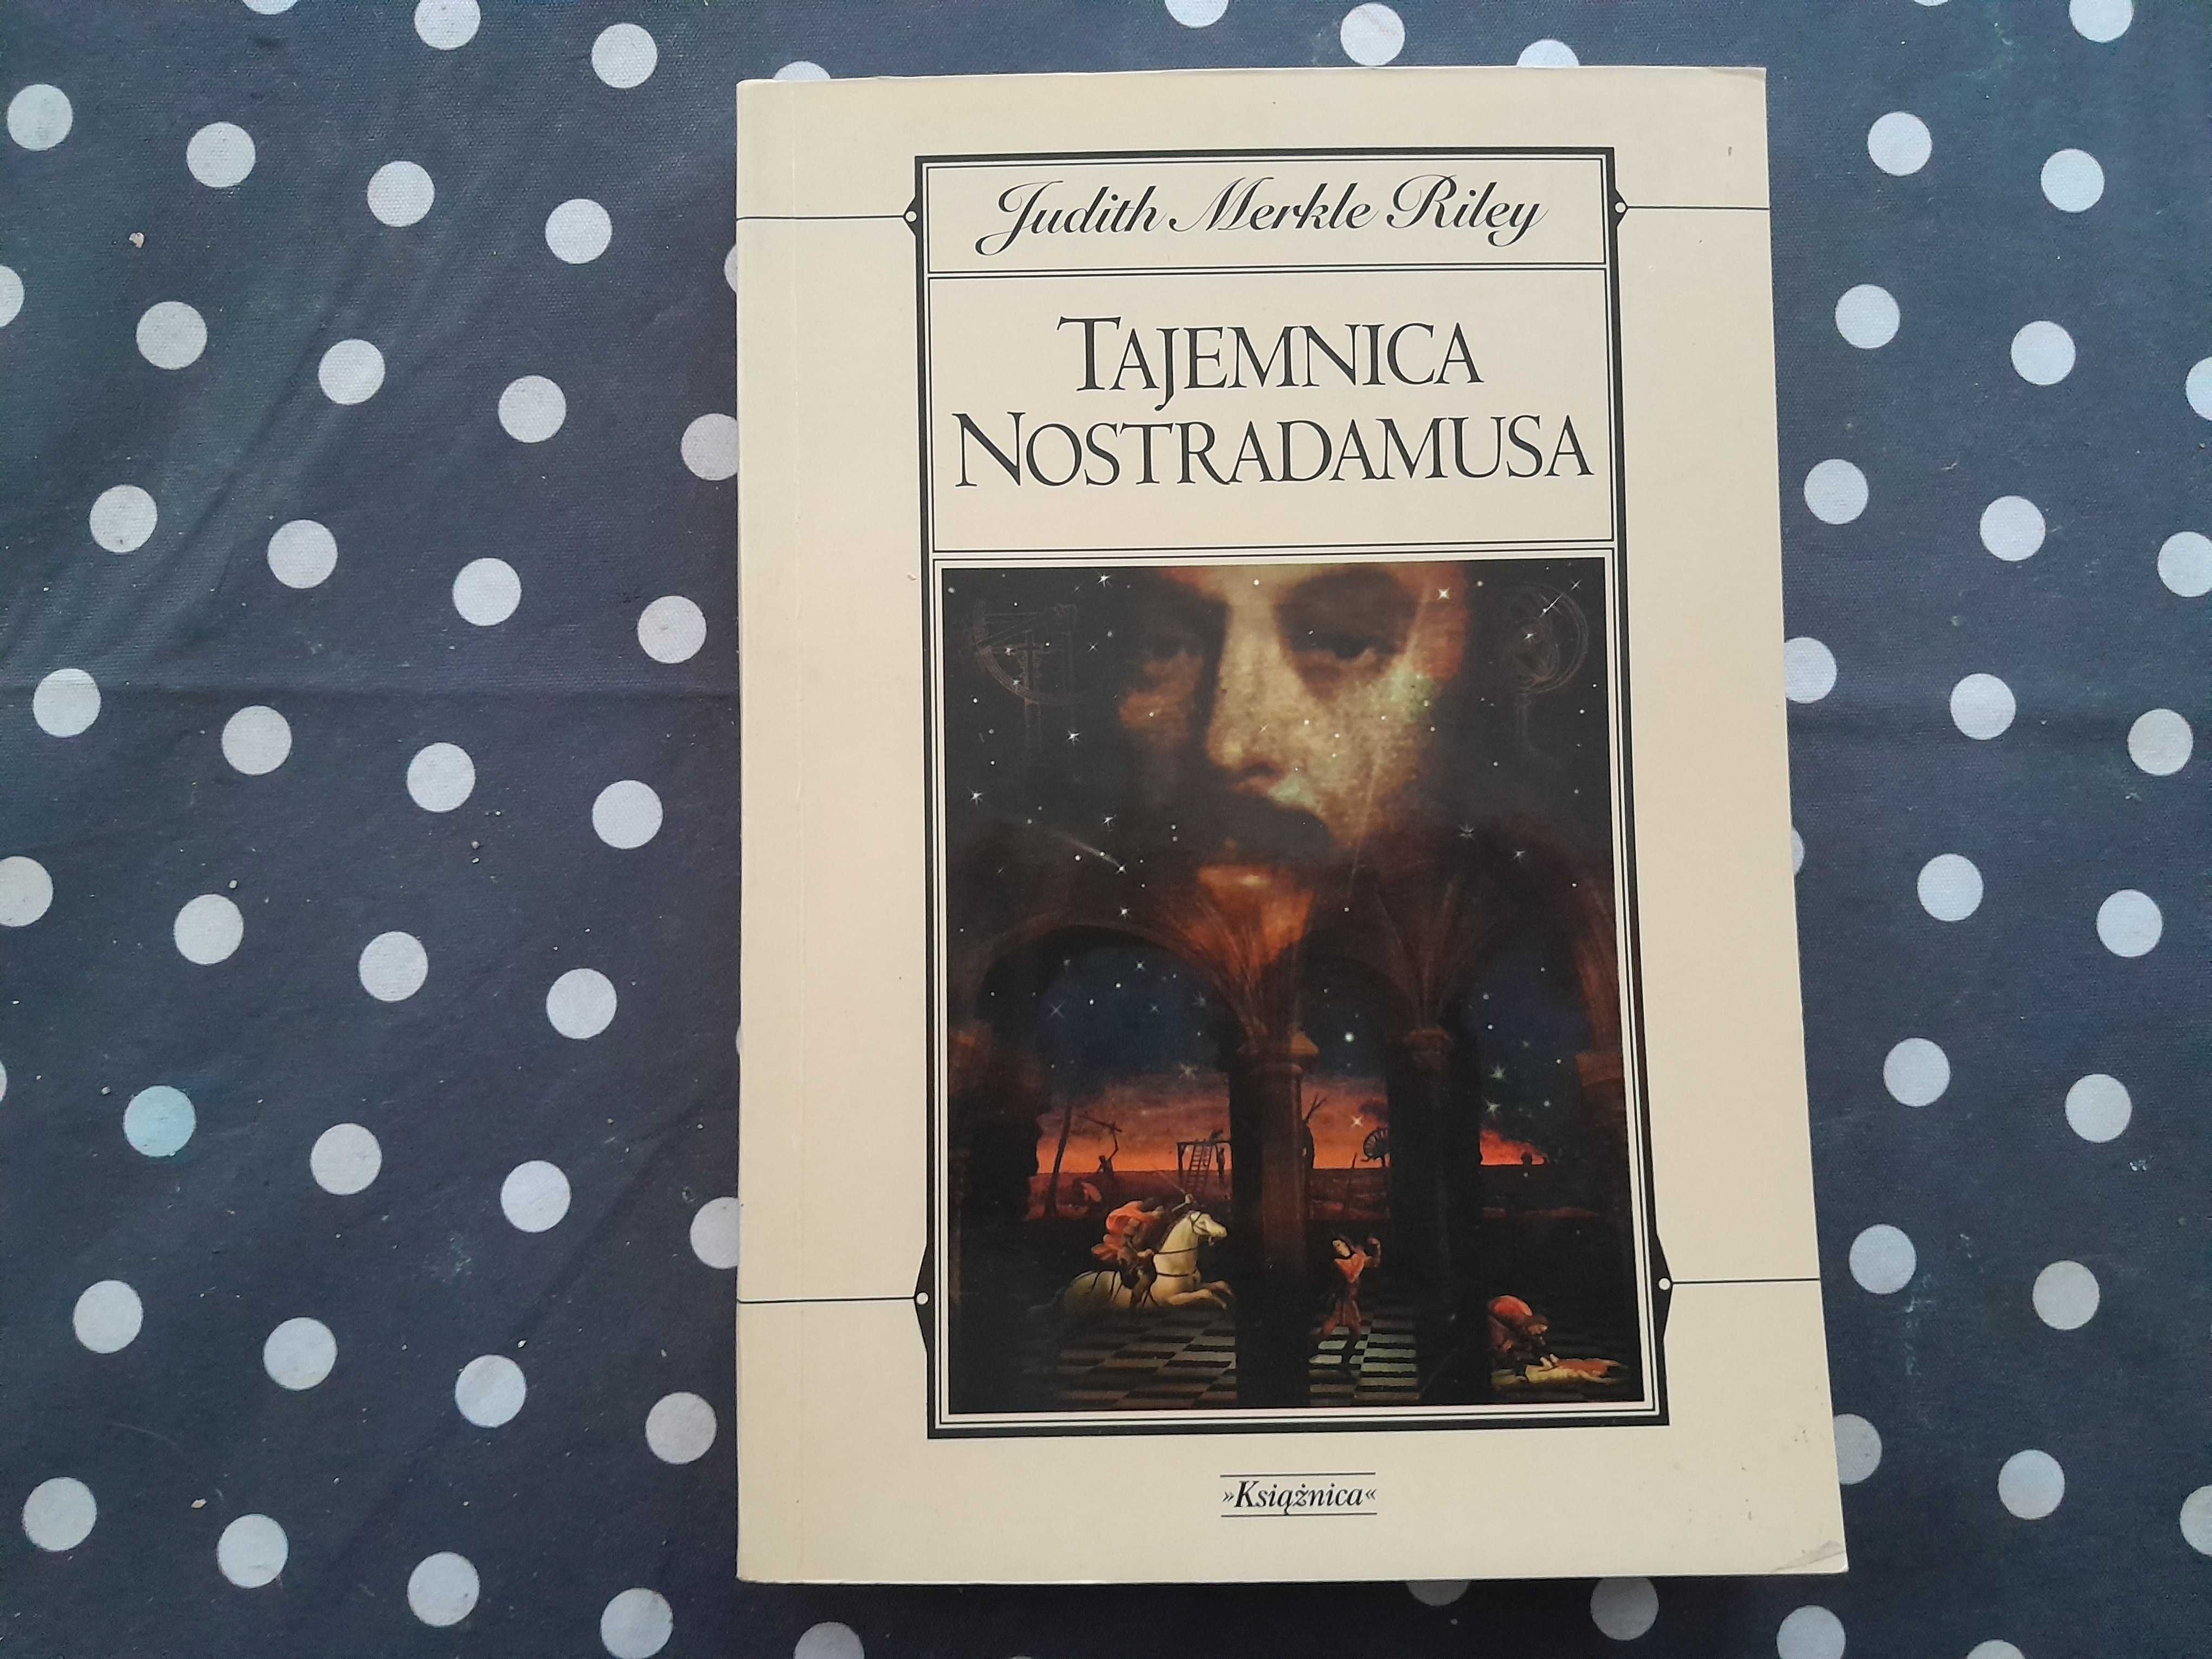 Judith Merkle Riley
TAJEMNICA
NOSTRADAMUSA
»Książnica«